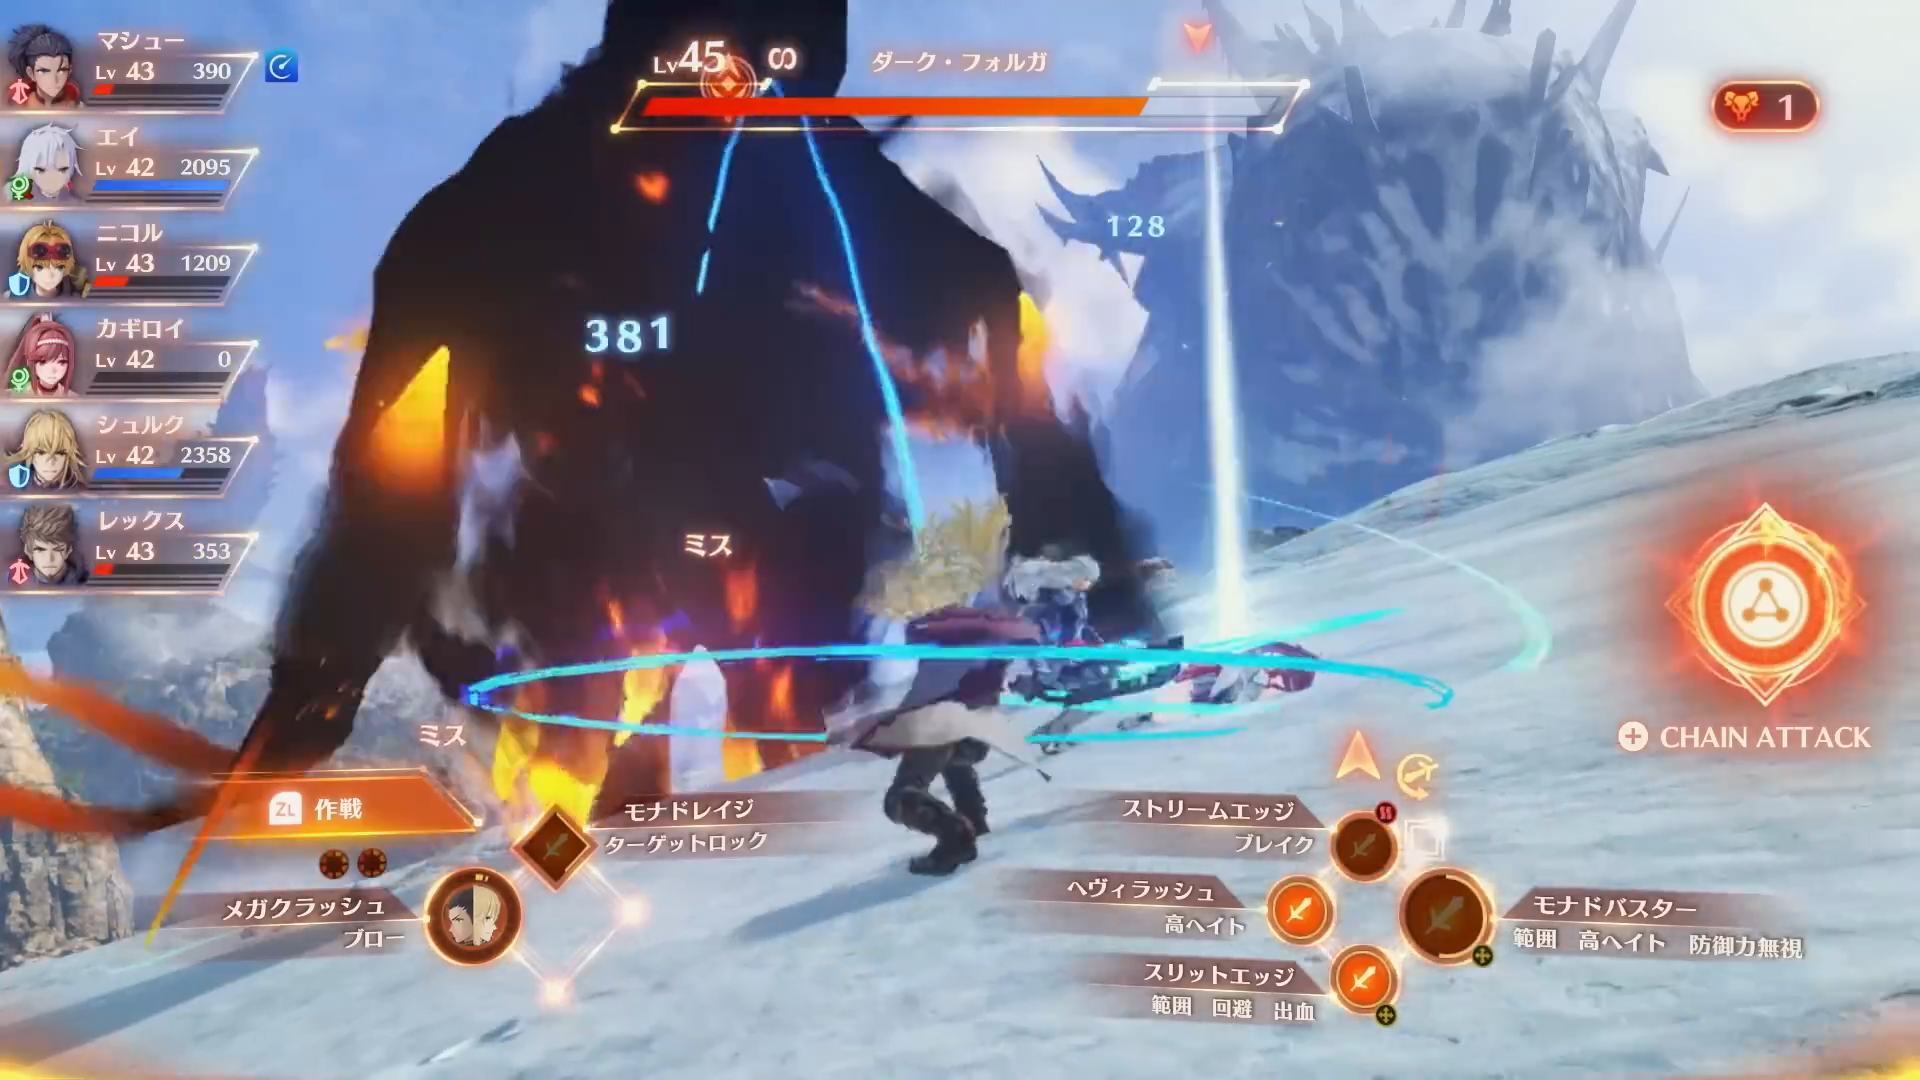 マシュー
Lv 43 390
エイ
Lv 42 2095
ニコル
Lv 43 1209
カギロイ
Lv 42 0
シュルク
Lv 42 2358
レックス
Lv 43 353
Lv45 ダーク・フォルガ
1
128
381
ミス
ミス
ZL 作戦
モナドレイジ
ターゲットロック
メガクラッシュ
ブロー
CHAIN ATTACK
ストリームエッジ
ブレイク
ヘヴィラッシュ
高ヘイト
スリットエッジ
範囲 回避 出血
モナドバスター
範囲 高ヘイト 防御力無視